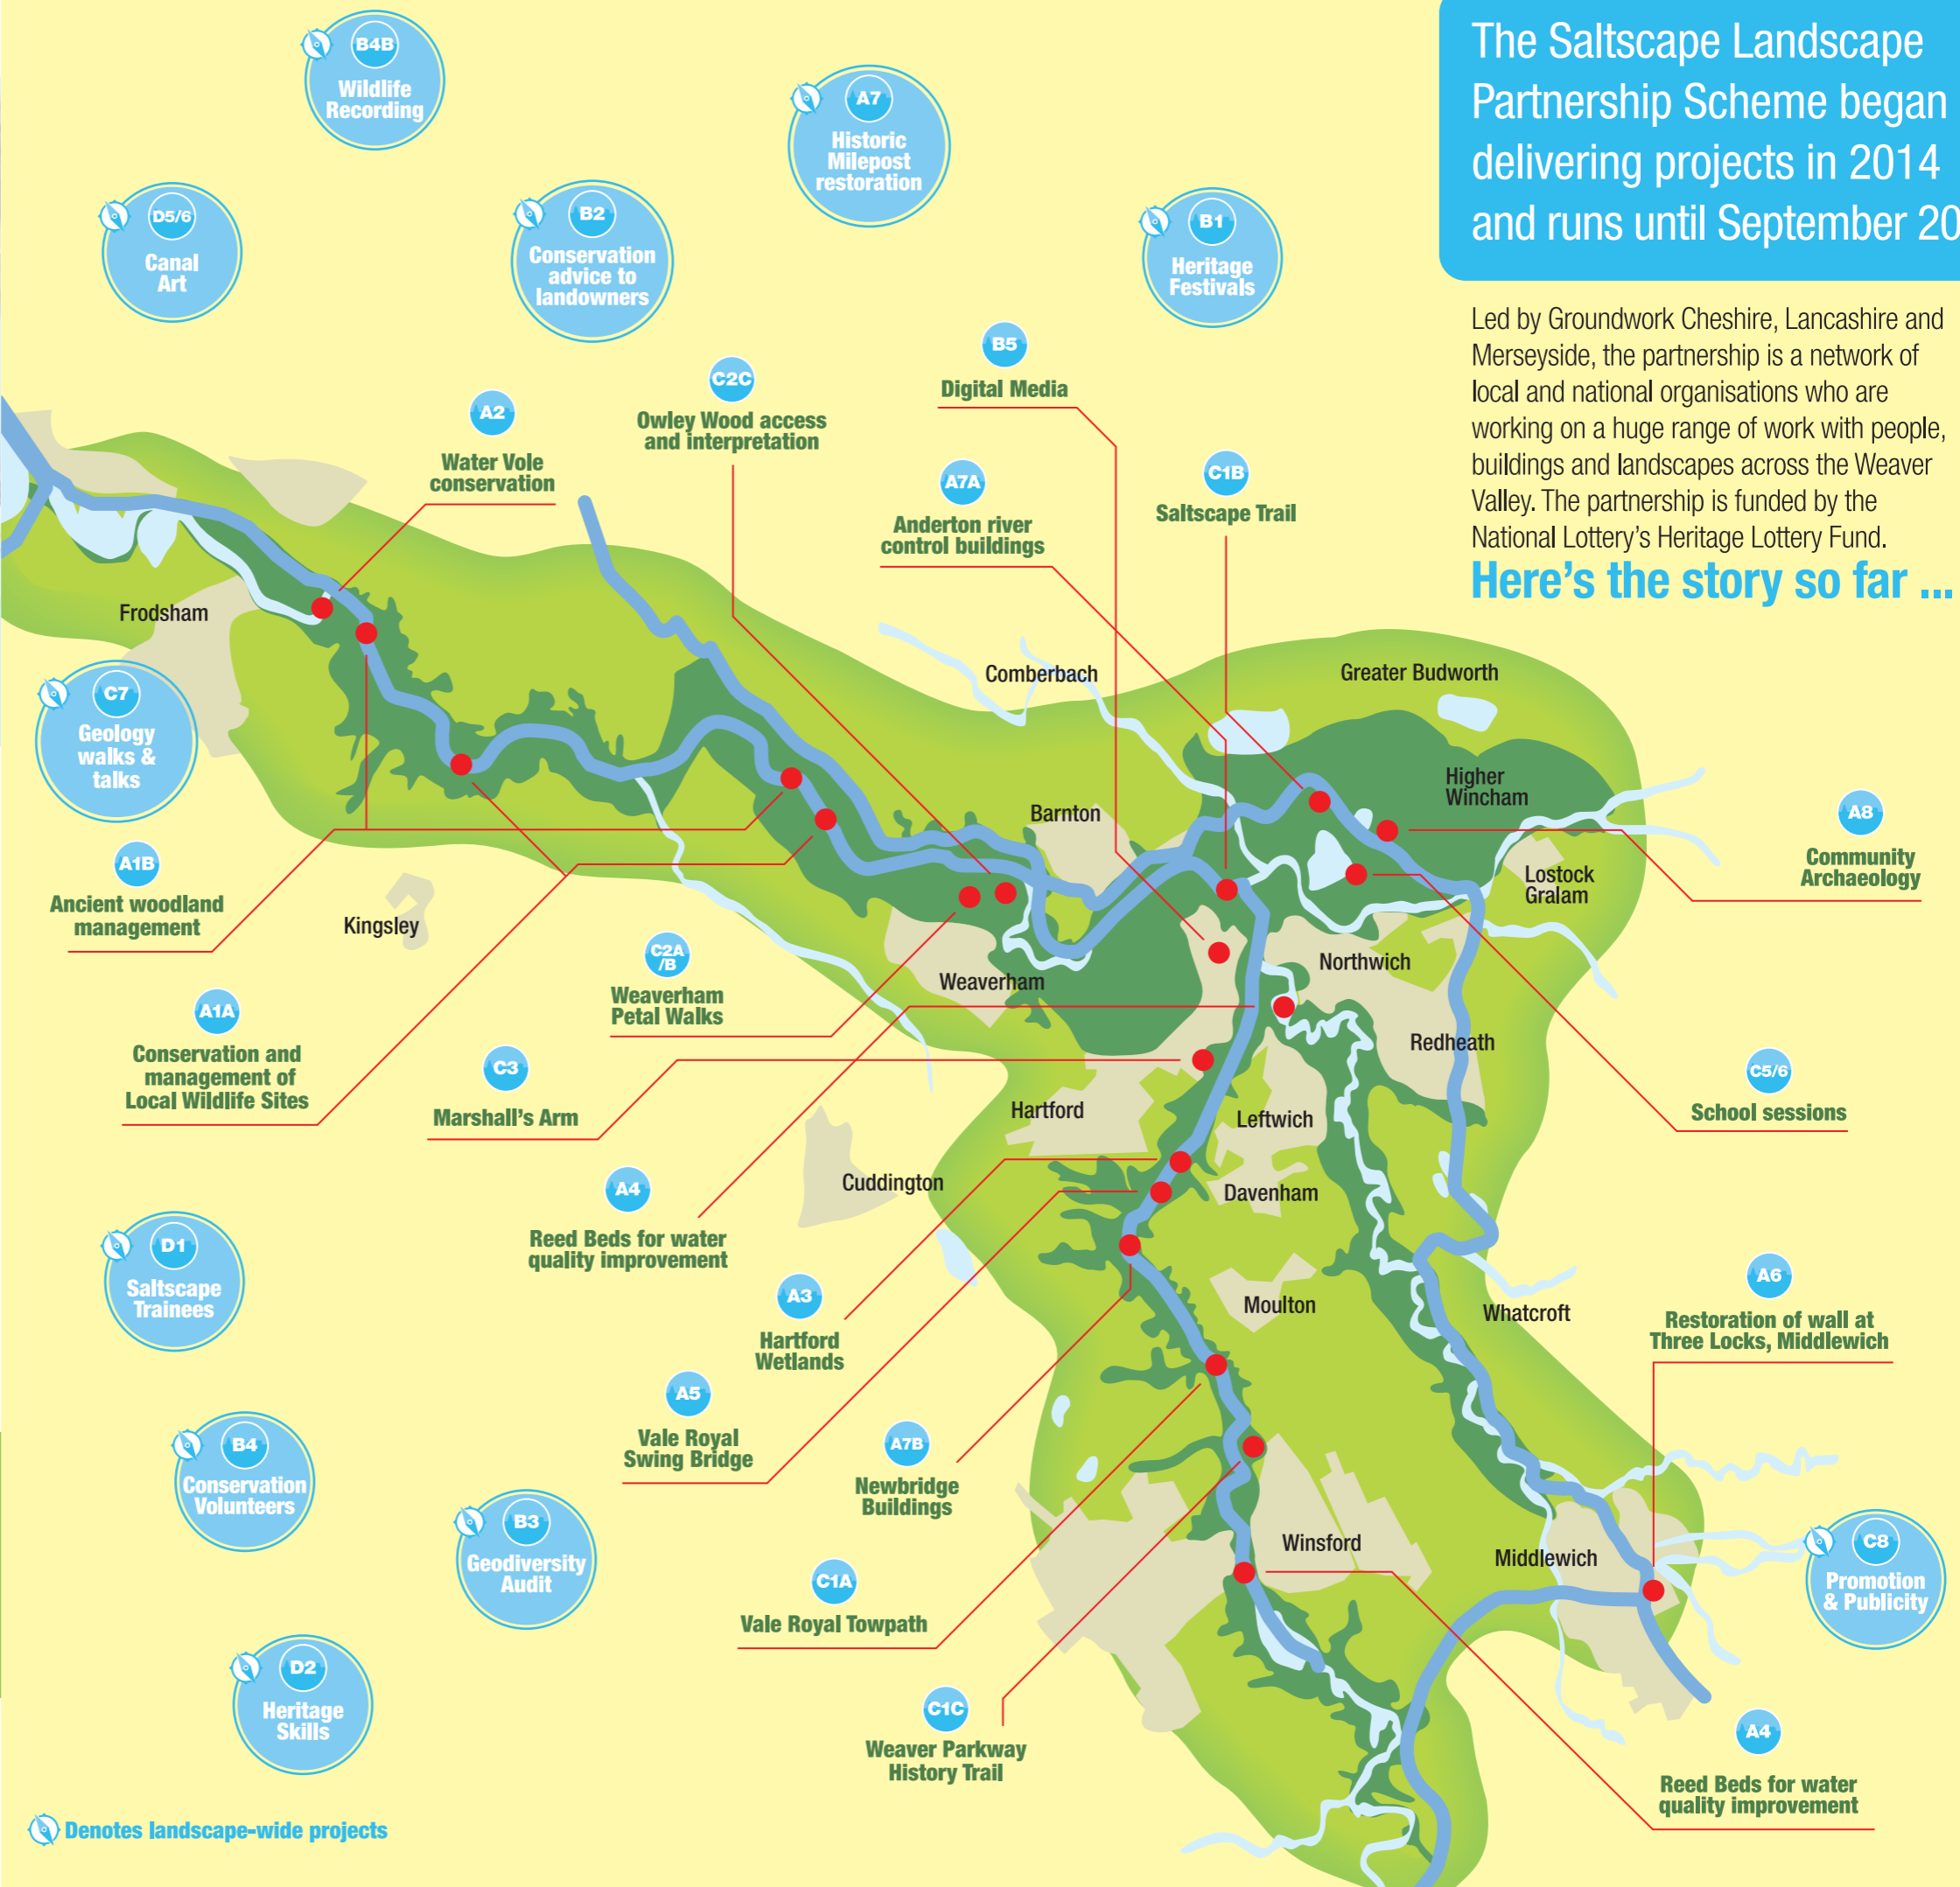 The Saltscape Landscape
Partnership Scheme began
delivering projects in 2014
and runs until September 20
Led by Groundwork Cheshire, Lancashire and
Merseyside, the partnership is a network of
local and national organisations who are
working on a huge range of work with people,
buildings and landscapes across the Weaver
Valley. The partnership is funded by the
National Lottery's Heritage Lottery Fund.
Here's the story so far ...
B4B
Wildlife
Recording
A7
Historic
Milepost
restoration
D5/6
Canal
Art
B2
Conservation
advice to
landowners
B1
Heritage
Festivals
B5
Digital Media
C2C
Owley Wood access
and interpretation
A2
Water Vole
conservation
A7A
Anderton river
control buildings
C1B
Saltscape Trail
Frodsham
Comberbach
Greater Budworth
C7
Geology
walks &
talks
Higher
Wincham
Barnton
A8
Community
Archaeology
A1B
Ancient woodland
management
Kingsley
Lostock
Gralam
C2A
/B
Weaverham
Petal Walks
Weaverham
Northwich
A1A
Conservation and
management of
Local Wildlife Sites
Redheath
C3
Marshall's Arm
Hartford
Leftwich
C5/6
School sessions
A4
Reed Beds for water
quality improvement
Cuddington
Davenham
D1
Saltscape
Trainees
A3
Hartford
Wetlands
Moulton
Whatcroft
A6
Restoration of wall at
Three Locks, Middlewich
A5
Vale Royal
Swing Bridge
A7B
Newbridge
Buildings
B4
Conservation
Volunteers
B3
Geodiversity
Audit
C1A
Vale Royal Towpath
Winsford
Middlewich
C8
Promotion
& Publicity
D2
Heritage
Skills
C1C
Weaver Parkway
History Trail
A4
Reed Beds for water
quality improvement
Denotes landscape-wide projects